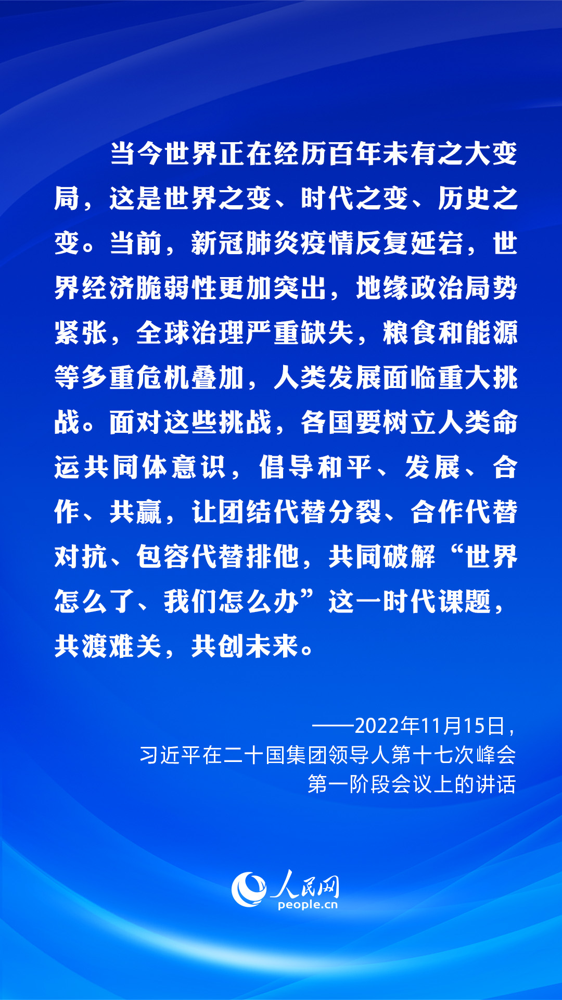 当今世界正在经历百年未有之大变
局，这是世界之变、时代之变、历史之
变。当前，新冠肺炎疫情反复延宕，世
界经济脆弱性更加突出，地缘政治局势
紧张，全球治理严重缺失，粮食和能源
等多重危机叠加，人类发展面临重大挑
战。面对这些挑战，各国要树立人类命
运共同体意识，倡导和平、发展、合
作、共赢，让团结代替分裂、合作代替
对抗、包容代替排他，共同破解“世界
怎么了、我们怎么办”这一时代课题，
共渡难关，共创未来。
——2022年11月15日，
习近平在二十国集团领导人第十七次峰会
第一阶段会议上的讲话
人民网
people.cn